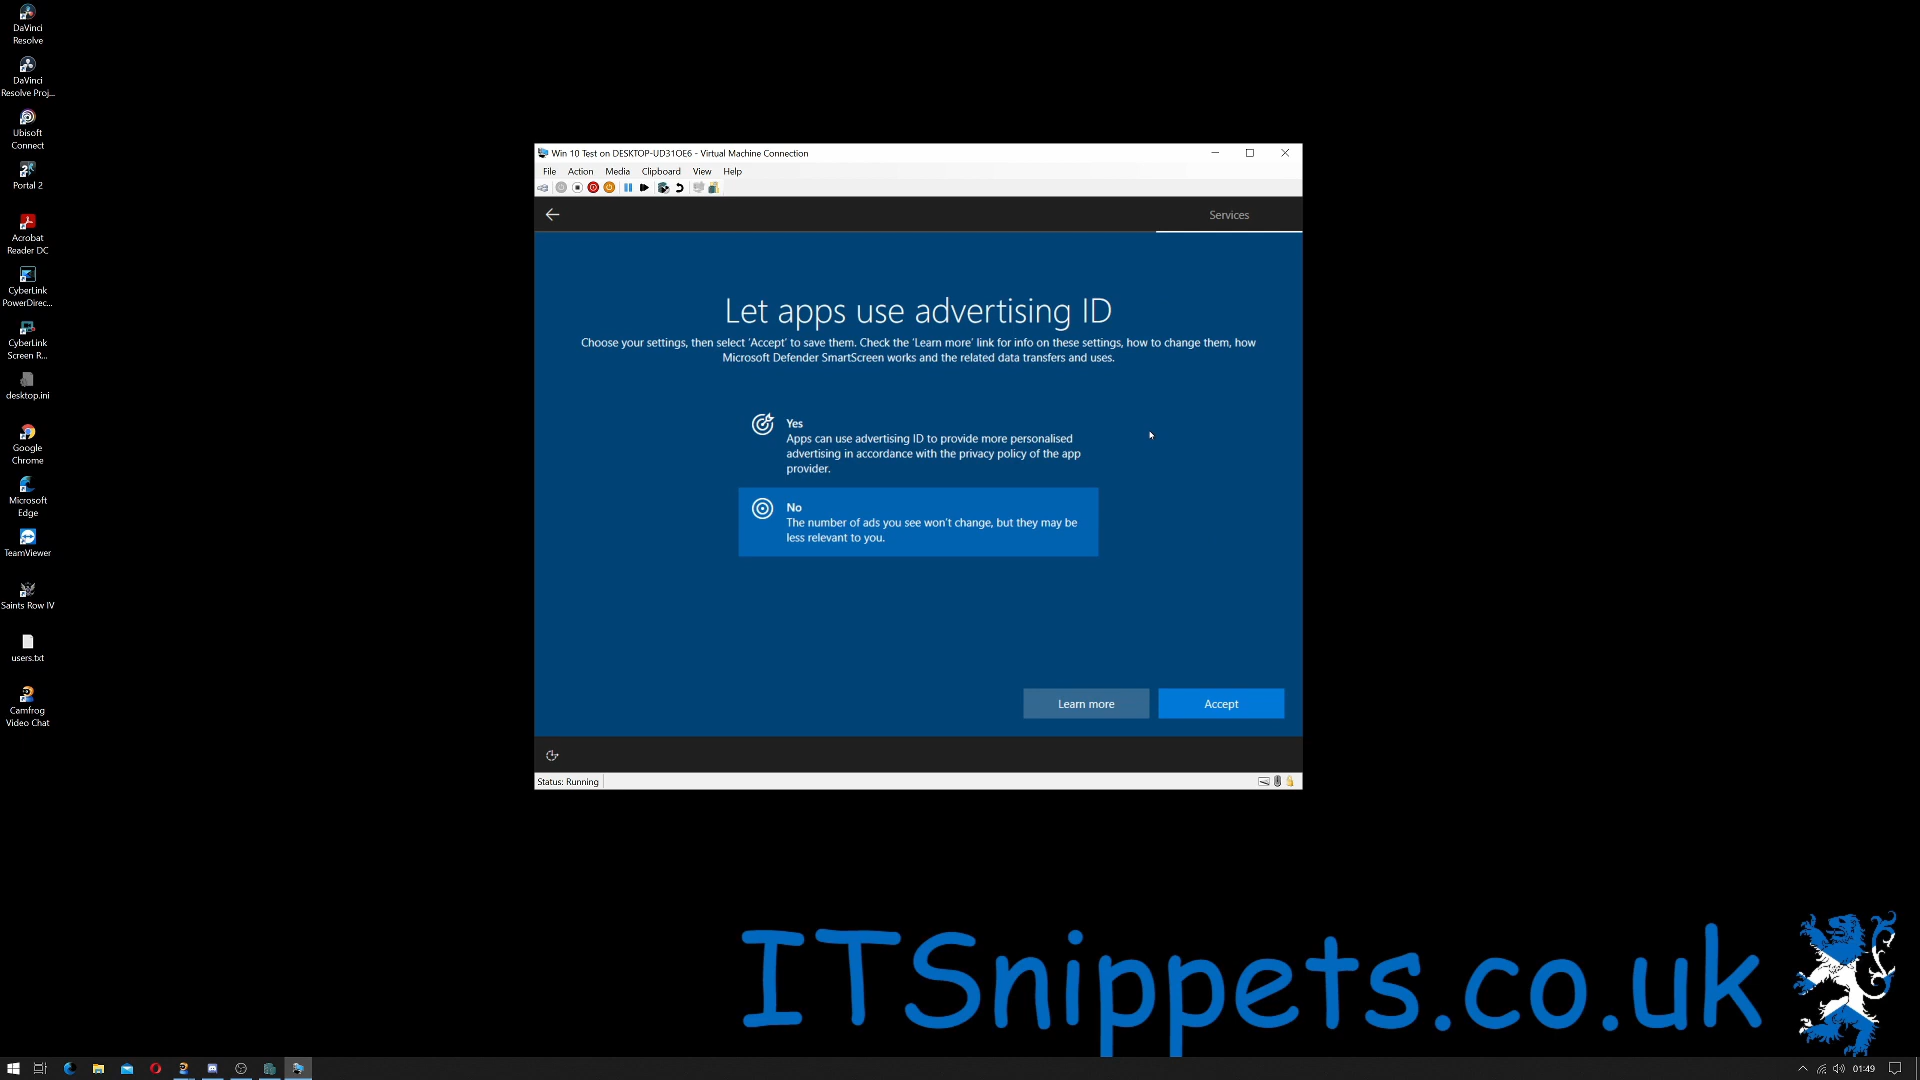 DaVinci
Resolve
DaVinci
Resolve Proj...
Ubisoft
Connect
Portal 2
Acrobat
Reader DC
CyberLink
PowerDirec...
CyberLink
Screen R...
desktop.ini
Google
Chrome
Microsoft
Edge
TeamViewer
Saints Row IV
users.txt
Camfrog
Video Chat
Win 10 Test on DESKTOP-UD31OE6 - Virtual Machine Connection
File Action Media Clipboard View Help
Services
Let apps use advertising ID
Choose your settings, then select 'Accept' to save them. Check the 'Learn more' link for info on these settings, how to change them, how
Microsoft Defender SmartScreen works and the related data transfers and uses.
Yes
Apps can use advertising ID to provide more personalised
advertising in accordance with the privacy policy of the app
provider.
No
The number of ads you see won't change, but they may be
less relevant to you.
Learn more
Accept
Status: Running
ITSnippets.co.uk
01:49